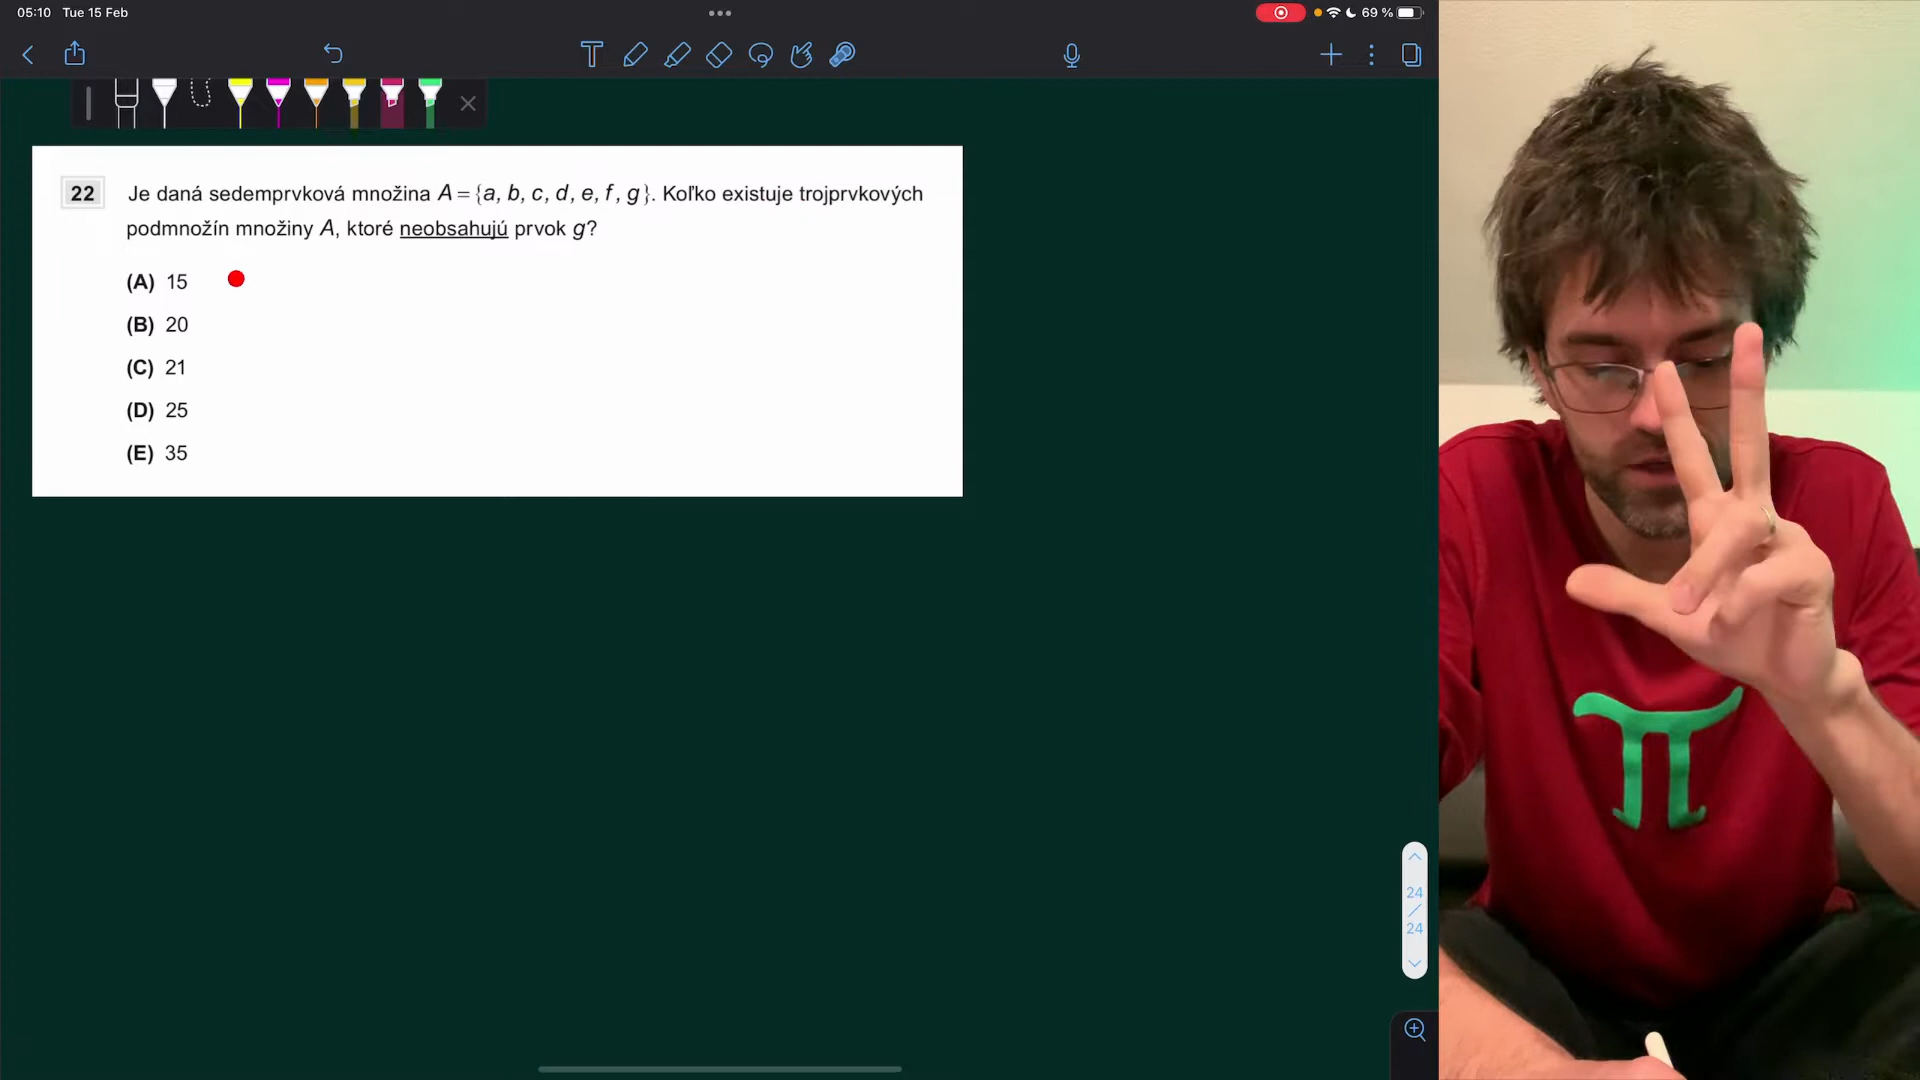 05:10 Tue 15 Feb
69 %
22 Je daná sedemprvková množina A = {a, b, c, d, e, f, g}. Koľko existuje trojprvkových
podmnožín množiny A, ktoré neobsahujú prvok g?
(A) 15
(B) 20
(C) 21
(D) 25
(E) 35
π
24
/
24